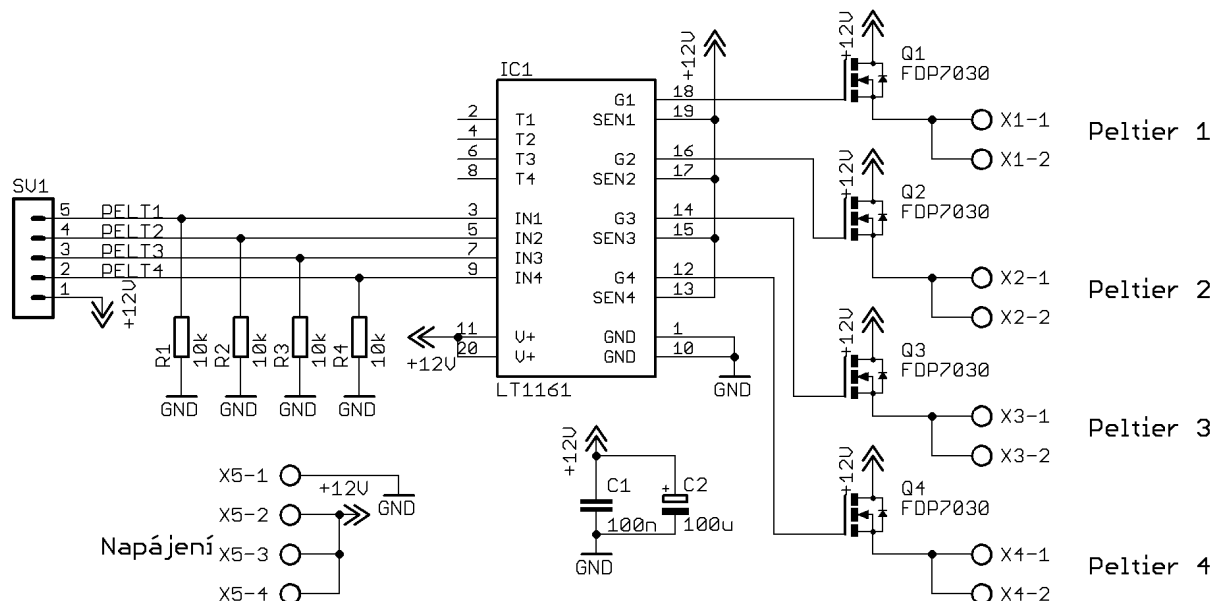 IC1
LT1161
2 T1
4 T2
6 T3
8 T4
3 IN1
5 IN2
7 IN3
9 IN4
11 V+
20 V+
+12V
G1 18
SEN1 19
G2 16
SEN2 17
G3 14
SEN3 15
G4 12
SEN4 13
GND 1
GND 10
GND
+12V
SV1
5 PELT1
4 PELT2
3 PELT3
2 PELT4
1
+12V
R1 10k
R2 10k
R3 10k
R4 10k
GND GND GND GND
+12V
Q1
FDP7030
X1-1
X1-2
Peltier 1
+12V
Q2
FDP7030
X2-1
X2-2
Peltier 2
+12V
Q3
FDP7030
X3-1
X3-2
Peltier 3
+12V
Q4
FDP7030
X4-1
X4-2
Peltier 4
X5-1
GND
X5-2
+12V
X5-3
X5-4
Napájení
+12V
C1
100n
+ C2
100u
GND